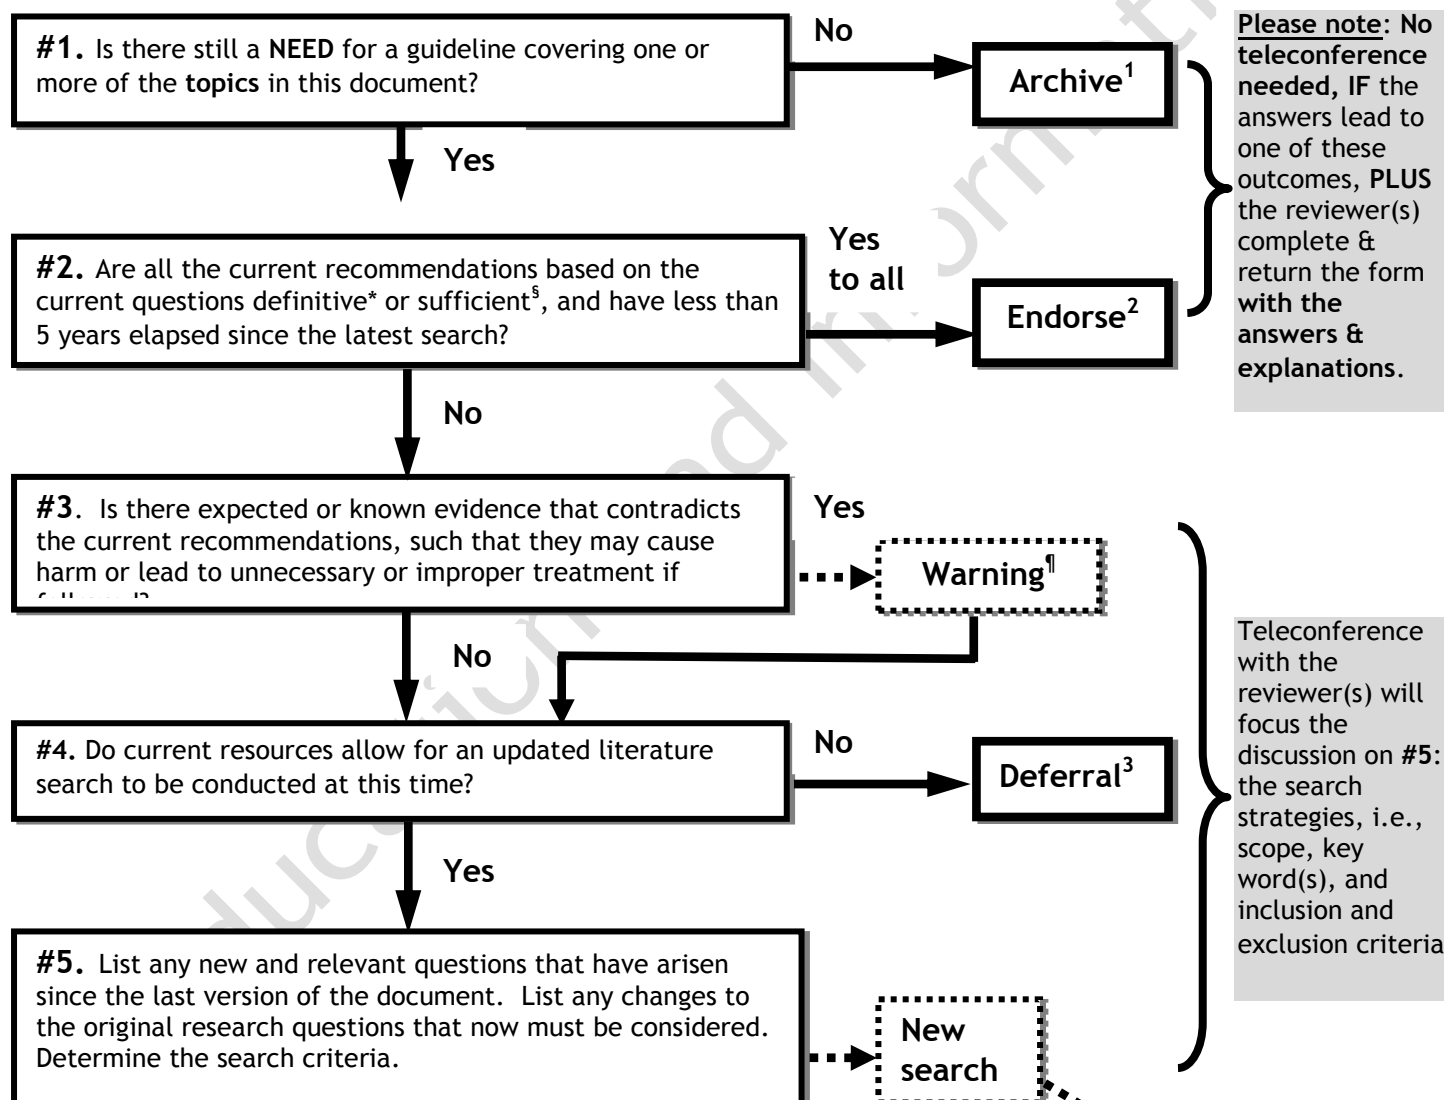 #1. Is there still a NEED for a guideline covering one or
more of the topics in this document?
No
Archive¹
Yes
Please note: No
teleconference
needed, IF the
answers lead to
one of these
outcomes, PLUS
the reviewer(s)
complete &
return the form
with the
answers &
explanations.
#2. Are all the current recommendations based on the
current questions definitive* or sufficient§, and have less than
5 years elapsed since the latest search?
Yes
to all
Endorse²
No
#3. Is there expected or known evidence that contradicts
the current recommendations, such that they may cause
harm or lead to unnecessary or improper treatment if
Yes
Warning¶
No
#4. Do current resources allow for an updated literature
search to be conducted at this time?
No
Deferral³
Yes
Teleconference
with the
reviewer(s) will
focus the
discussion on #5:
the search
strategies, i.e.,
scope, key
word(s), and
inclusion and
exclusion criteria
#5. List any new and relevant questions that have arisen
since the last version of the document. List any changes to
the original research questions that now must be considered.
Determine the search criteria.
New
search